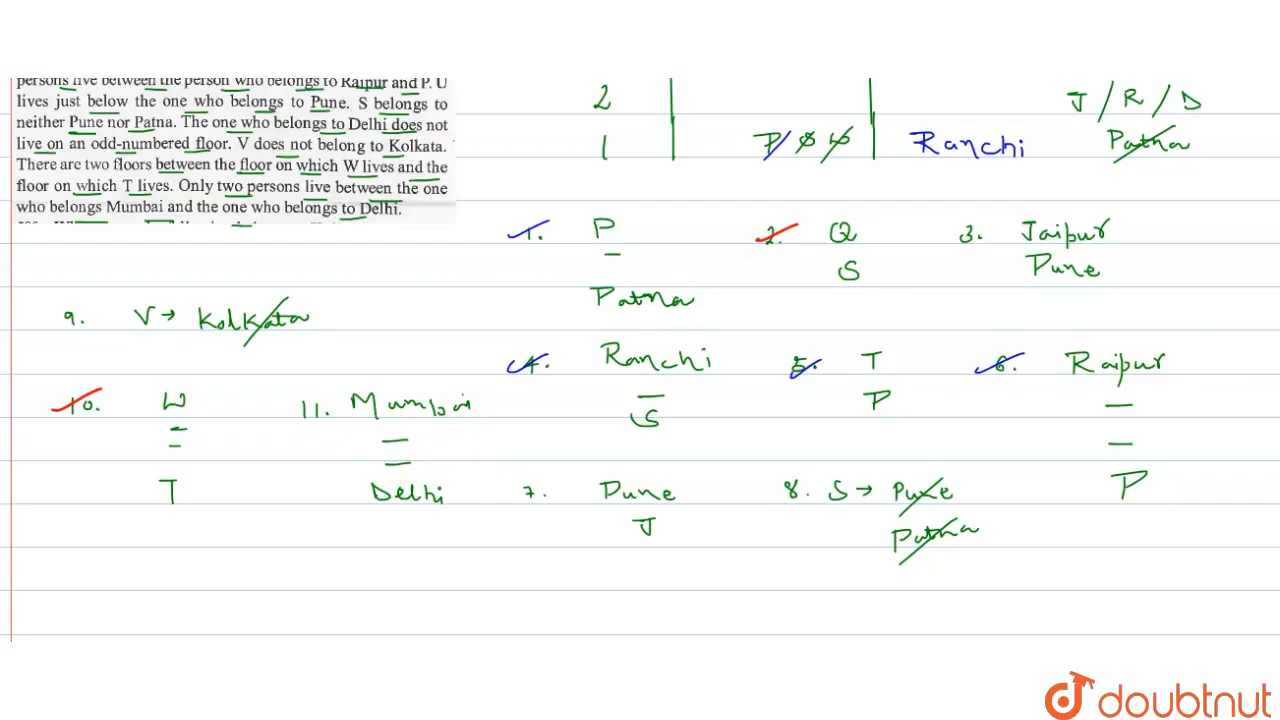 persons live between the person who belongs to Raipur and P. U
lives just below the one who belongs to Pune. S belongs to
neither Pune nor Patna. The one who belongs to Delhi does not
live on an odd-numbered floor. V does not belong to Kolkata.
There are two floors between the floor on which W lives and the
floor on which T lives. Only two persons live between the one
who belongs Mumbai and the one who belongs to Delhi.
2 J / R / D
1 P/ Ranchi Patna
1. P 2. Q 3. Jaipur
S Pune
Patna
9. V→ Kolkata
4. Ranchi 5. T 6. Raipur
S P
10. W 11. Mumbai
T Delhi 7. Pune 8. S → Pune P
J Patna
doubtnut